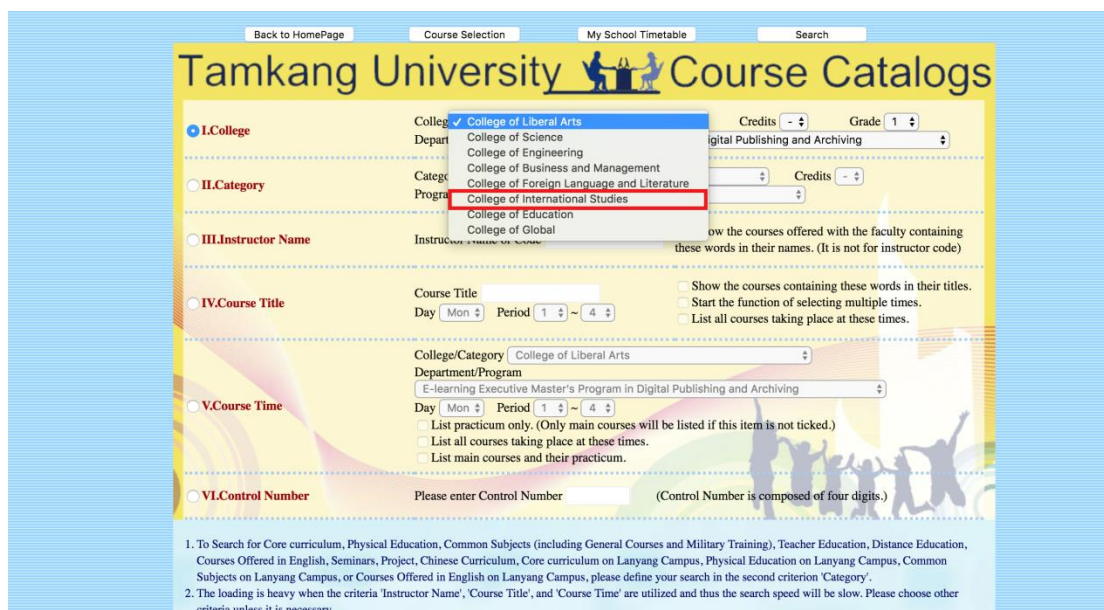 Back to HomePage Course Selection My School Timetable Search
Tamkang University Course Catalogs
I.College
Colleg ✓ College of Liberal Arts Credits - Grade 1
College of Science
Depart igital Publishing and Archiving
College of Engineering
College of Business and Management
II.Category
Catego College of Foreign Language and Literature Credits -
Progra College of International Studies
College of Education
College of Global
III.Instructor Name
Instructor Name or Code ow the courses offered with the faculty containing
these words in their names. (It is not for instructor code)
IV.Course Title
Course Title
Day Mon Period 1 ~ 4
Show the courses containing these words in their titles.
Start the function of selecting multiple times.
List all courses taking place at these times.
V.Course Time
College/Category College of Liberal Arts
Department/Program
E-learning Executive Master's Program in Digital Publishing and Archiving
Day Mon Period 1 ~ 4
List practicum only. (Only main courses will be listed if this item is not ticked.)
List all courses taking place at these times.
List main courses and their practicum.
VI.Control Number
Please enter Control Number (Control Number is composed of four digits.)
1. To Search for Core curriculum, Physical Education, Common Subjects (including General Courses and Military Training), Teacher Education, Distance Education,
Courses Offered in English, Seminars, Project, Chinese Curriculum, Core curriculum on Lanyang Campus, Physical Education on Lanyang Campus, Common
Subjects on Lanyang Campus, or Courses Offered in English on Lanyang Campus, please define your search in the second criterion 'Category'.
2. The loading is heavy when the criteria 'Instructor Name', 'Course Title', and 'Course Time' are utilized and thus the search speed will be slow. Please choose other
criteria unless it is necessary.